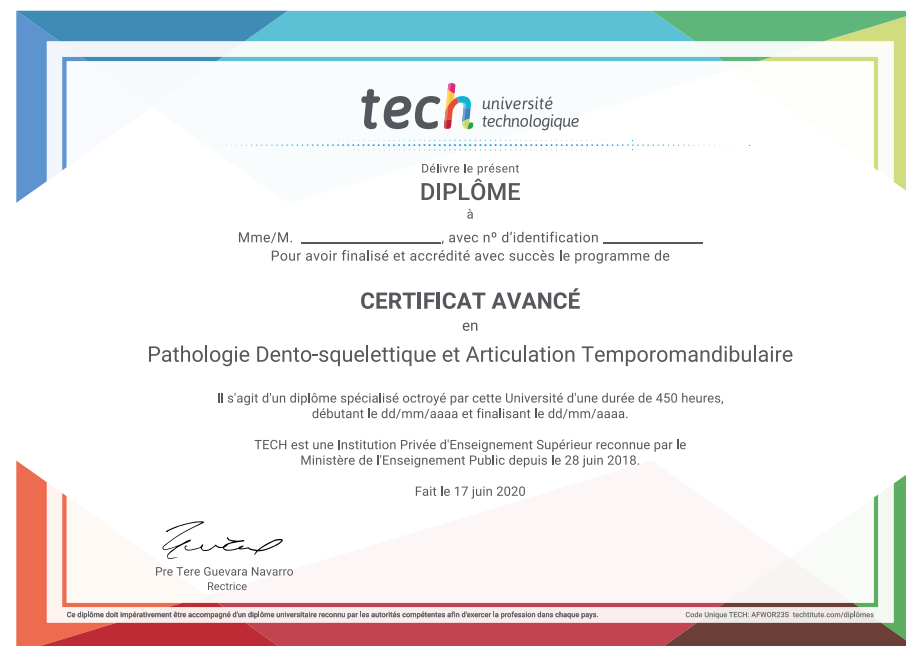 tech université
technologique
Délivre le présent
DIPLÔME
à
Mme/M. ____________________, avec nº d'identification ______________
Pour avoir finalisé et accrédité avec succès le programme de
CERTIFICAT AVANCÉ
en
Pathologie Dento-squelettique et Articulation Temporomandibulaire
Il s'agit d'un diplôme spécialisé octroyé par cette Université d'une durée de 450 heures,
débutant le dd/mm/aaaa et finalisant le dd/mm/aaaa.
TECH est une Institution Privée d'Enseignement Supérieur reconnue par le
Ministère de l'Enseignement Public depuis le 28 juin 2018.
Fait le 17 juin 2020
Pre Tere Guevara Navarro
Rectrice
Ce diplôme doit impérativement être accompagné d'un diplôme universitaire reconnu par les autorités compétentes afin d'exercer la profession dans chaque pays.
Code Unique TECH: AFWOR23S techtitute.com/diplômes